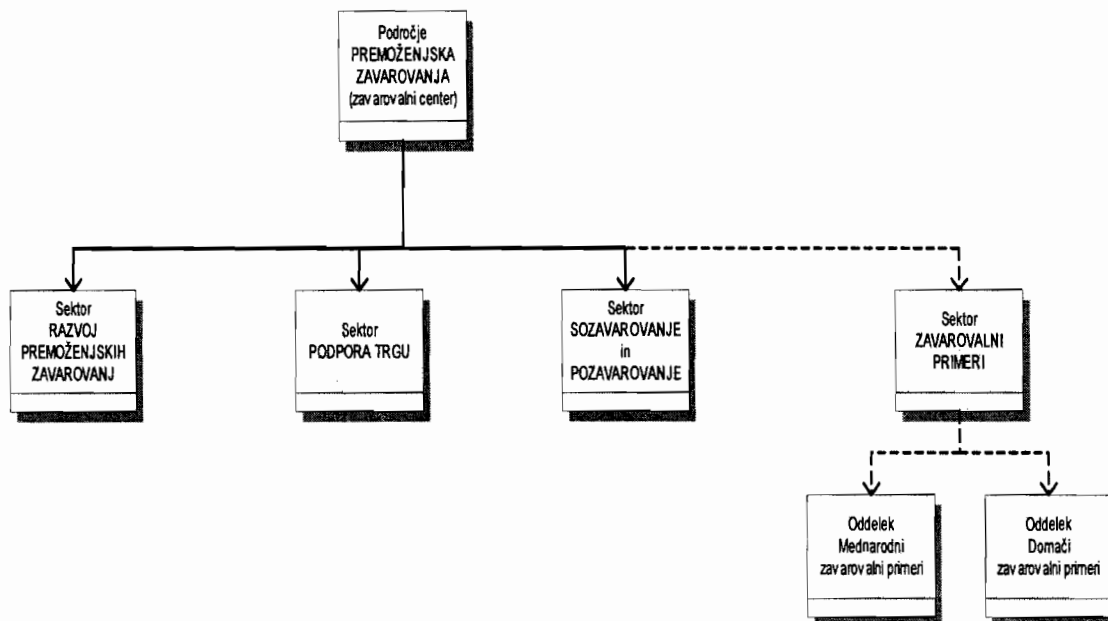 Področje
PREMOŽENJSKA
ZAVAROVANJA
(zavarovalni center)
Sektor
RAZVOJ
PREMOŽENJSKIH
ZAVAROVANJ
Sektor
PODPORA TRGU
Sektor
SOZAVAROVANJE
in
POZAVAROVANJE
Sektor
ZAVAROVALNI
PRIMERI
Oddelek
Mednarodni
zavarovalni primeri
Oddelek
Domači
zavarovalni primeri